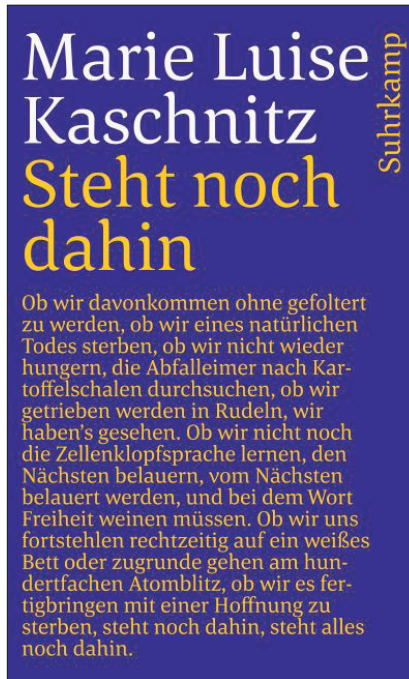 Marie Luise
Kaschnitz
Steht noch
dahin
Suhrkamp
Ob wir davonkommen ohne gefoltert
zu werden, ob wir eines natürlichen
Todes sterben, ob wir nicht wieder
hungern, die Abfalleimer nach Kar-
toffelschalen durchsuchen, ob wir
getrieben werden in Rudeln, wir
haben's gesehen. Ob wir nicht noch
die Zellenklopfsprache lernen, den
Nächsten belauern, vom Nächsten
belauert werden, und bei dem Wort
Freiheit weinen müssen. Ob wir uns
fortstehlen rechtzeitig auf ein weißes
Bett oder zugrunde gehen am hun-
dertfachen Atomblitz, ob wir es fer-
tigbringen mit einer Hoffnung zu
sterben, steht noch dahin, steht alles
noch dahin.